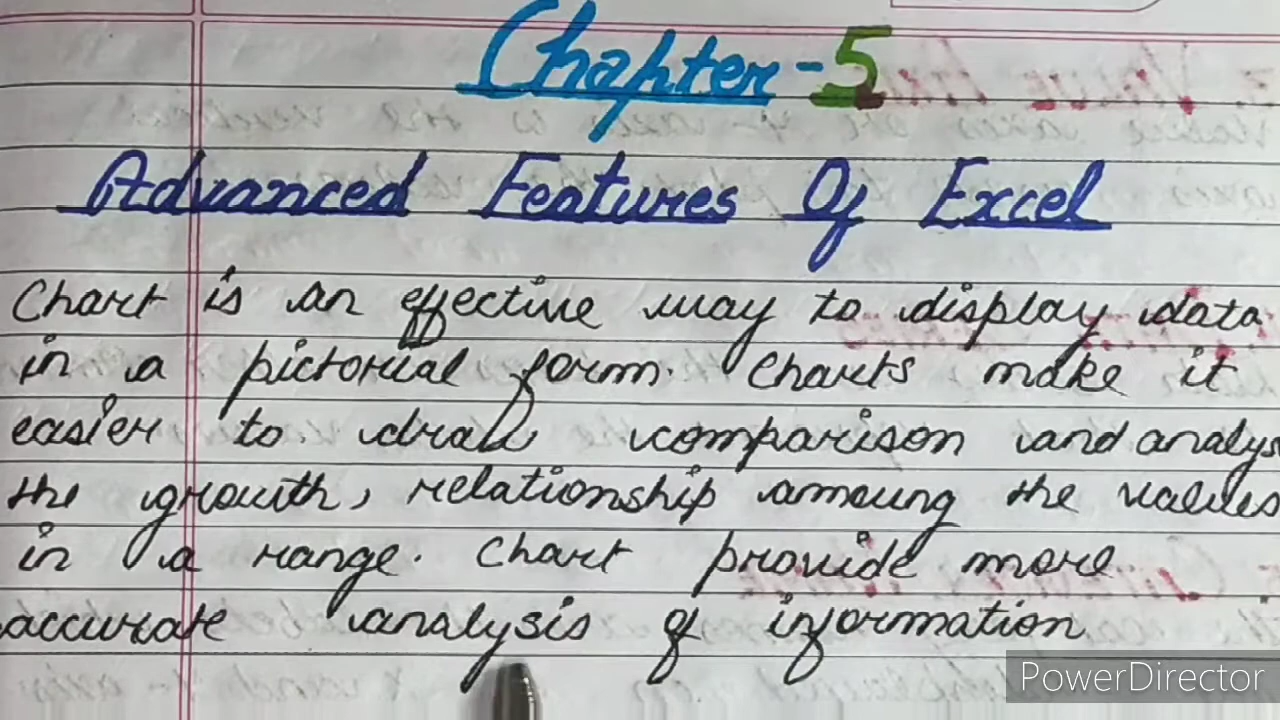 Chapter-5
Advanced Features Of Excel
Chart is an effective way to display data
in a pictorial form. Charts make it
easier to draw comparison and analys
the growth, relationship amoung the values
in a range. Chart provide more
accurate analysis of information
PowerDirector